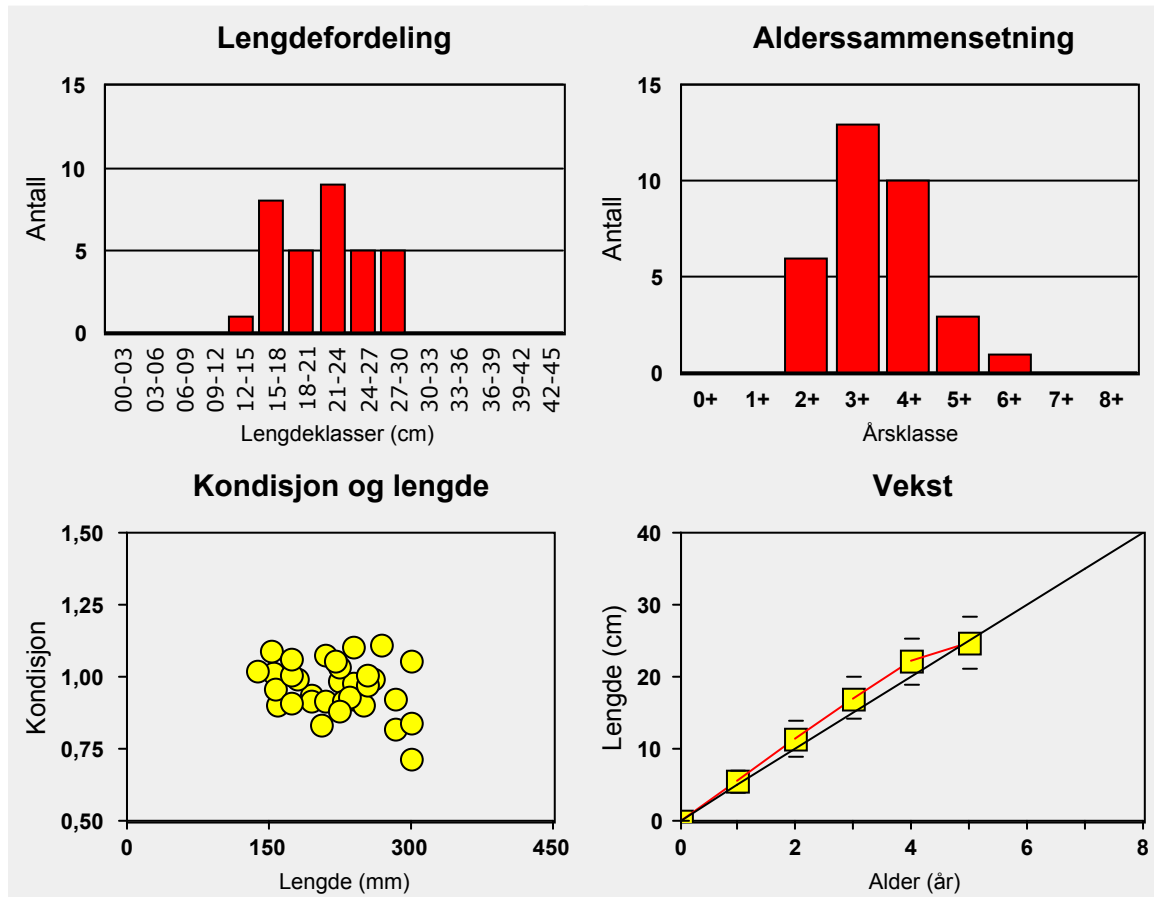 Lengdefordeling
15
10
5
0
Antall
00-03
03-06
06-09
09-12
12-15
15-18
18-21
21-24
24-27
27-30
30-33
33-36
36-39
39-42
42-45
Lengdeklasser (cm)
Alderssammensetning
15
10
5
0
Antall
0+ 1+ 2+ 3+ 4+ 5+ 6+ 7+ 8+
Årsklasse
Kondisjon og lengde
1,50
1,25
1,00
0,75
0,50
Kondisjon
0 150 300 450
Lengde (mm)
Vekst
40
30
20
10
0
Lengde (cm)
0 2 4 6 8
Alder (år)